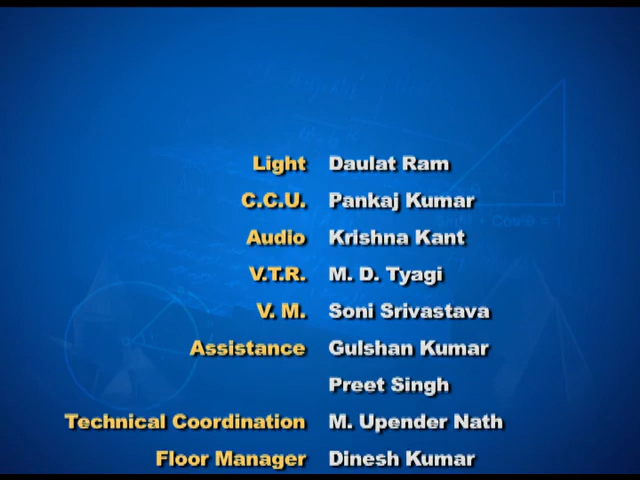 Light Daulat Ram
C.C.U. Pankaj Kumar
Audio Krishna Kant
V.T.R. M. D. Tyagi
V. M. Soni Srivastava
Assistance Gulshan Kumar
Preet Singh
Technical Coordination M. Upender Nath
Floor Manager Dinesh Kumar